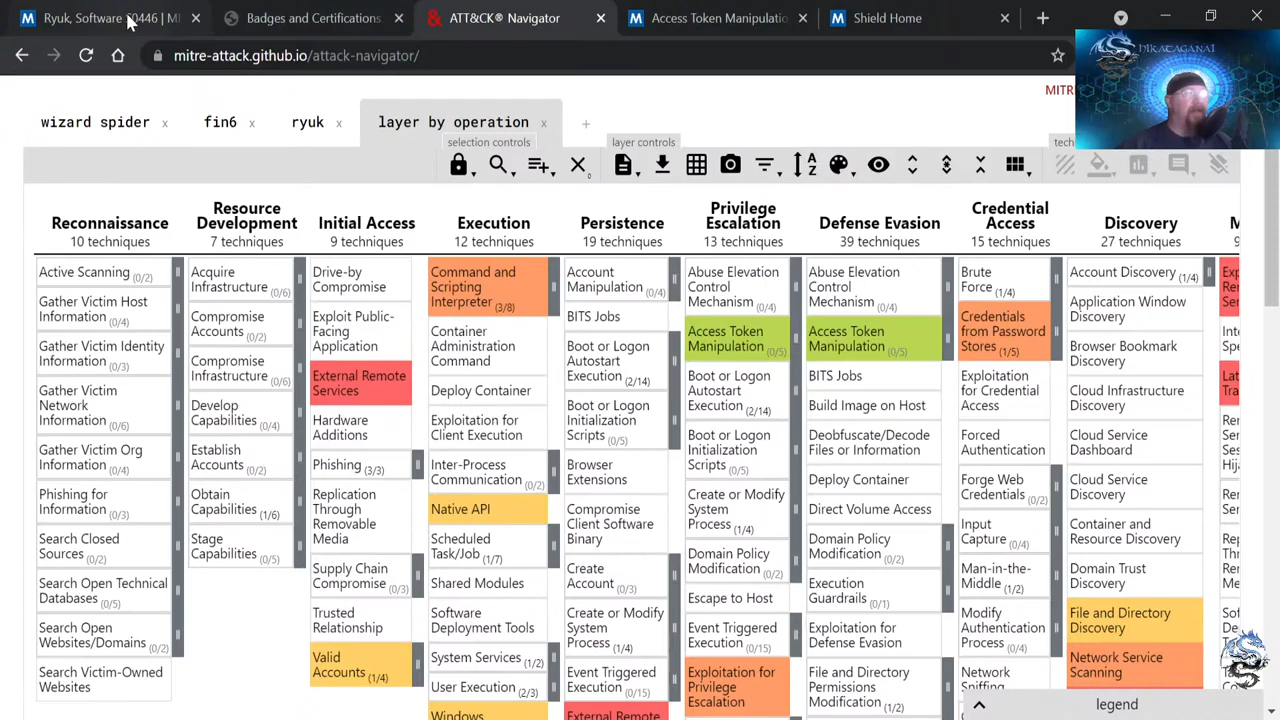 Ryuk, Software S0446 | MI
Badges and Certifications
ATT&CK® Navigator
Access Token Manipulatio
Shield Home
mitre-attack.github.io/attack-navigator/
HIKATAGANAI
MITRE
wizard spider x
fin6 x
ryuk x
layer by operation x
selection controls
layer controls
tech
Reconnaissance
10 techniques
Active Scanning (0/2)
Gather Victim Host
Information (0/4)
Gather Victim Identity
Information (0/3)
Gather Victim
Network
Information (0/6)
Gather Victim Org
Information (0/4)
Phishing for
Information (0/3)
Search Closed
Sources (0/2)
Search Open Technical
Databases (0/5)
Search Open
Websites/Domains (0/2)
Search Victim-Owned
Websites
Resource
Development
7 techniques
Acquire
Infrastructure (0/6)
Compromise
Accounts (0/2)
Compromise
Infrastructure (0/6)
Develop
Capabilities (0/4)
Establish
Accounts (0/2)
Obtain
Capabilities (1/6)
Stage
Capabilities (0/5)
Initial Access
9 techniques
Drive-by
Compromise
Exploit Public-
Facing
Application
External Remote
Services
Hardware
Additions
Phishing (3/3)
Replication
Through
Removable
Media
Supply Chain
Compromise (0/3)
Trusted
Relationship
Valid
Accounts (1/4)
Execution
12 techniques
Command and
Scripting
Interpreter (3/8)
Container
Administration
Command
Deploy Container
Exploitation for
Client Execution
Inter-Process
Communication (0/2)
Native API
Scheduled
Task/Job (1/7)
Shared Modules
Software
Deployment Tools
System Services (1/2)
User Execution (2/3)
Windows
Persistence
19 techniques
Account
Manipulation (0/4)
BITS Jobs
Boot or Logon
Autostart
Execution (2/14)
Boot or Logon
Initialization
Scripts (0/5)
Browser
Extensions
Compromise
Client Software
Binary
Create
Account (0/3)
Create or Modify
System
Process (1/4)
Event Triggered
Execution (0/15)
External Remote
Privilege
Escalation
13 techniques
Abuse Elevation
Control
Mechanism (0/4)
Access Token
Manipulation (0/5)
Boot or Logon
Autostart
Execution (2/14)
Boot or Logon
Initialization
Scripts (0/5)
Create or Modify
System
Process (1/4)
Domain Policy
Modification (0/2)
Escape to Host
Event Triggered
Execution (0/15)
Exploitation for
Privilege
Escalation
Defense Evasion
39 techniques
Abuse Elevation
Control
Mechanism (0/4)
Access Token
Manipulation (0/5)
BITS Jobs
Build Image on Host
Deobfuscate/Decode
Files or Information
Deploy Container
Direct Volume Access
Domain Policy
Modification (0/2)
Execution
Guardrails (0/1)
Exploitation for
Defense Evasion
File and Directory
Permissions
Modification (1/2)
Credential
Access
15 techniques
Brute
Force (1/4)
Credentials
from Password
Stores (1/5)
Exploitation
for Credential
Access
Forced
Authentication
Forge Web
Credentials (0/2)
Input
Capture (0/4)
Man-in-the-
Middle (1/2)
Modify
Authentication
Process (0/4)
Network
Sniffing
Discovery
27 techniques
Account Discovery (1/4)
Application Window
Discovery
Browser Bookmark
Discovery
Cloud Infrastructure
Discovery
Cloud Service
Dashboard
Cloud Service
Discovery
Container and
Resource Discovery
Domain Trust
Discovery
File and Directory
Discovery
Network Service
Scanning
legend